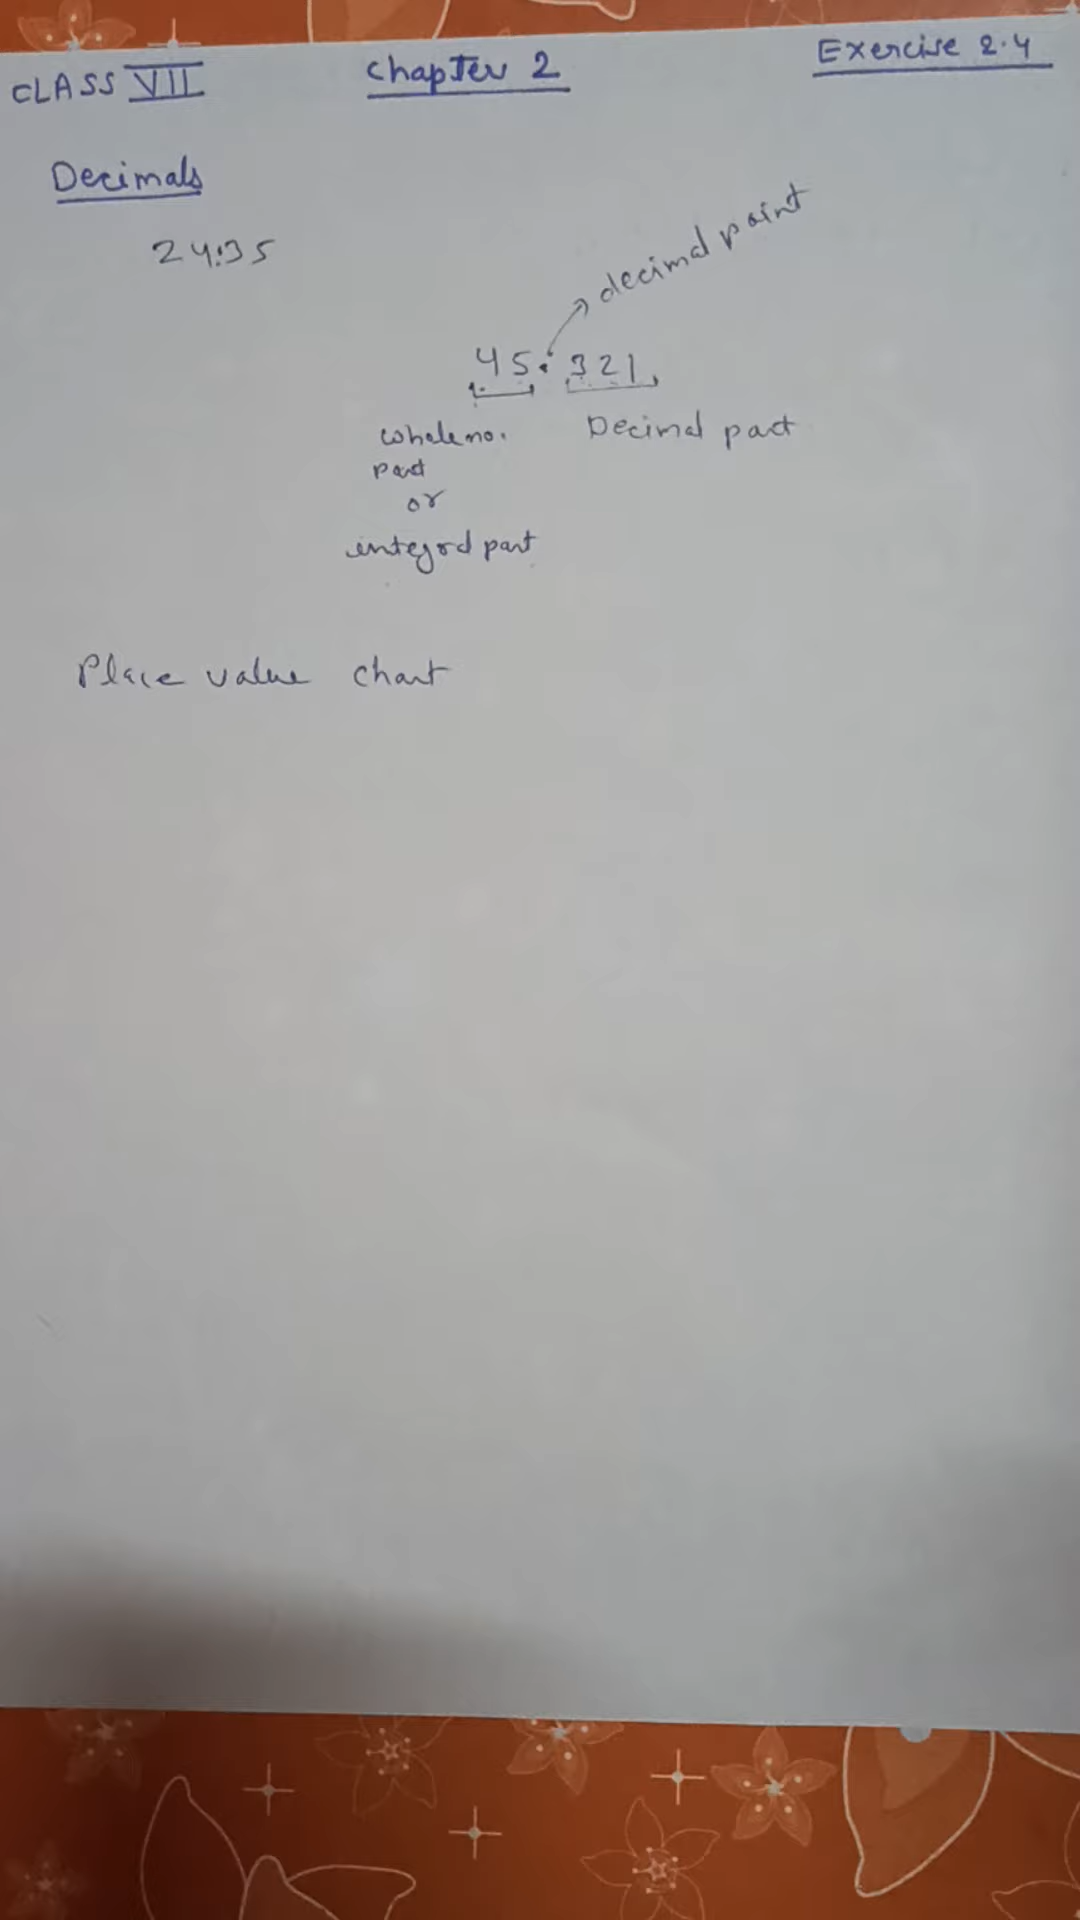 CLASS VII
Chapter 2
Exercise 2.4
Decimals
24.35
decimal point
45.321
whole no.
part
or
integral part
Decimal part
Place value chart